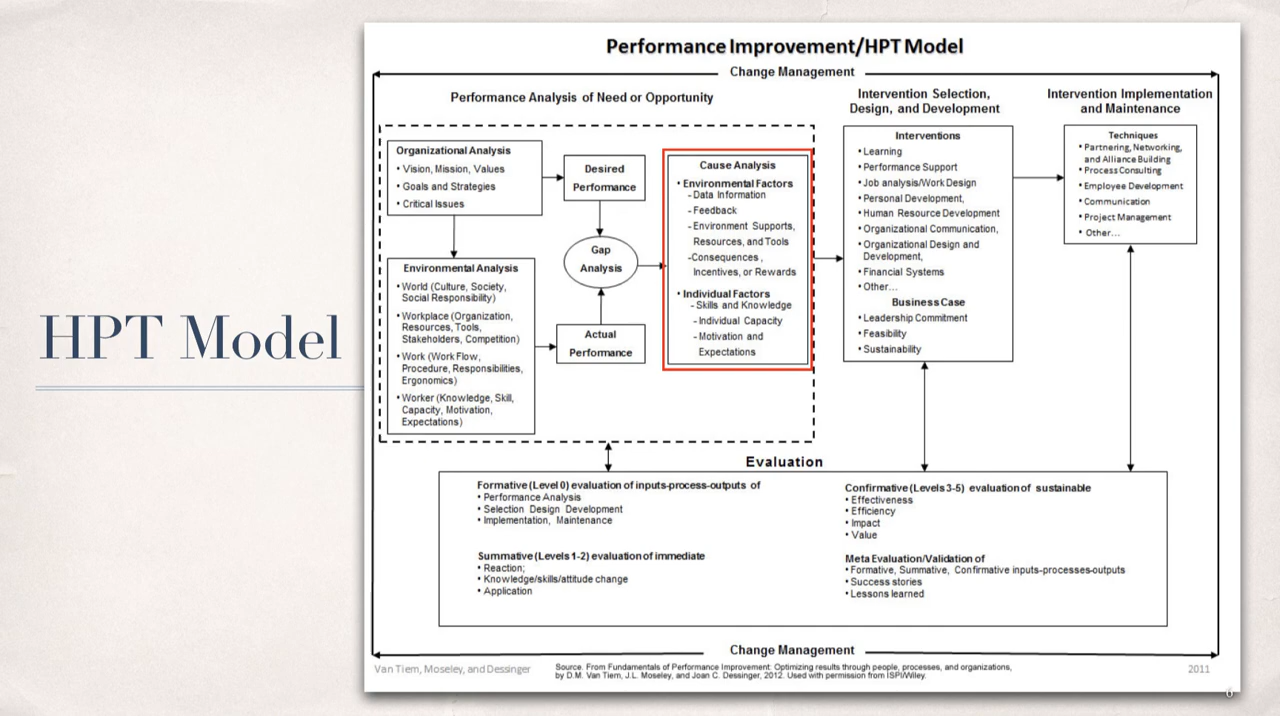 HPT Model
Performance Improvement/HPT Model
Change Management
Performance Analysis of Need or Opportunity
Organizational Analysis
• Vision, Mission, Values
• Goals and Strategies
• Critical Issues
Environmental Analysis
• World (Culture, Society,
Social Responsibility)
• Workplace (Organization,
Resources, Tools,
Stakeholders, Competition)
• Work (Work Flow,
Procedure, Responsibilities,
Ergonomics)
• Worker (Knowledge, Skill,
Capacity, Motivation,
Expectations)
Desired
Performance
Gap
Analysis
Actual
Performance
Cause Analysis
• Environmental Factors
- Data Information
- Feedback
- Environment Supports,
Resources, and Tools
-Consequences ,
Incentives, or Rewards
• Individual Factors
- Skills and Knowledge
- Individual Capacity
- Motivation and
Expectations
Intervention Selection,
Design, and Development
Interventions
• Learning
• Performance Support
• Job analysis/Work Design
• Personal Development,
• Human Resource Development
• Organizational Communication,
• Organizational Design and
Development,
• Financial Systems
• Other...
Business Case
• Leadership Commitment
• Feasibility
• Sustainability
Intervention Implementation
and Maintenance
Techniques
• Partnering, Networking,
and Alliance Building
• Process Consulting
• Employee Development
• Communication
• Project Management
• Other...
Evaluation
Formative (Level 0) evaluation of inputs-process-outputs of
• Performance Analysis
• Selection Design Development
• Implementation, Maintenance
Summative (Levels 1-2) evaluation of immediate
• Reaction;
• Knowledge/skills/attitude change
• Application
Confirmative (Levels 3-5) evaluation of sustainable
• Effectiveness
• Efficiency
• Impact
• Value
Meta Evaluation/Validation of
• Formative, Summative, Confirmative inputs-processes-outputs
• Success stories
• Lessons learned
Change Management
Van Tiem, Moseley, and Dessinger
Source. From Fundamentals of Performance Improvement: Optimizing results through people, processes, and organizations,
by D.M. Van Tiem, J.L. Moseley, and Joan C. Dessinger, 2012. Used with permission from ISPI/Wiley.
2011
6